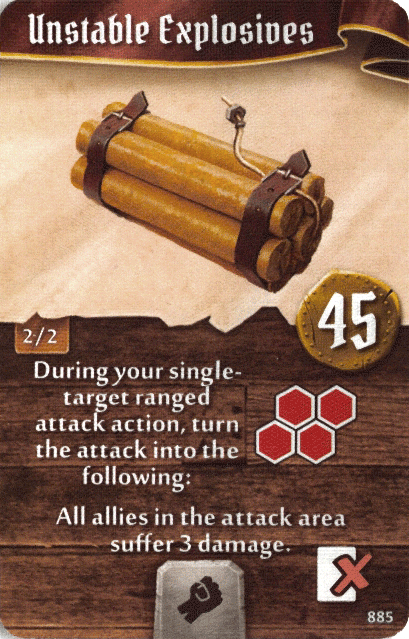 Unstable Explosives
45
2/2
During your single-
target ranged
attack action, turn
the attack into the
following:
All allies in the attack area
suffer 3 damage.
885